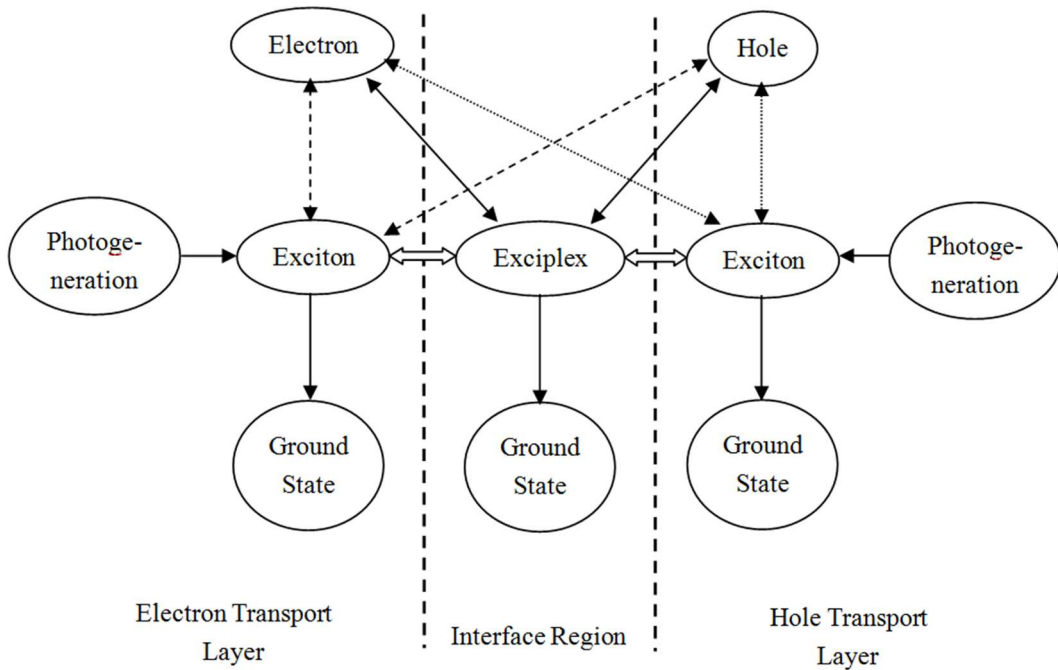 Electron
Hole
Photoge-
neration
Exciton
Exciplex
Exciton
Photoge-
neration
Ground
State
Ground
State
Ground
State
Electron Transport
Layer
Interface Region
Hole Transport
Layer